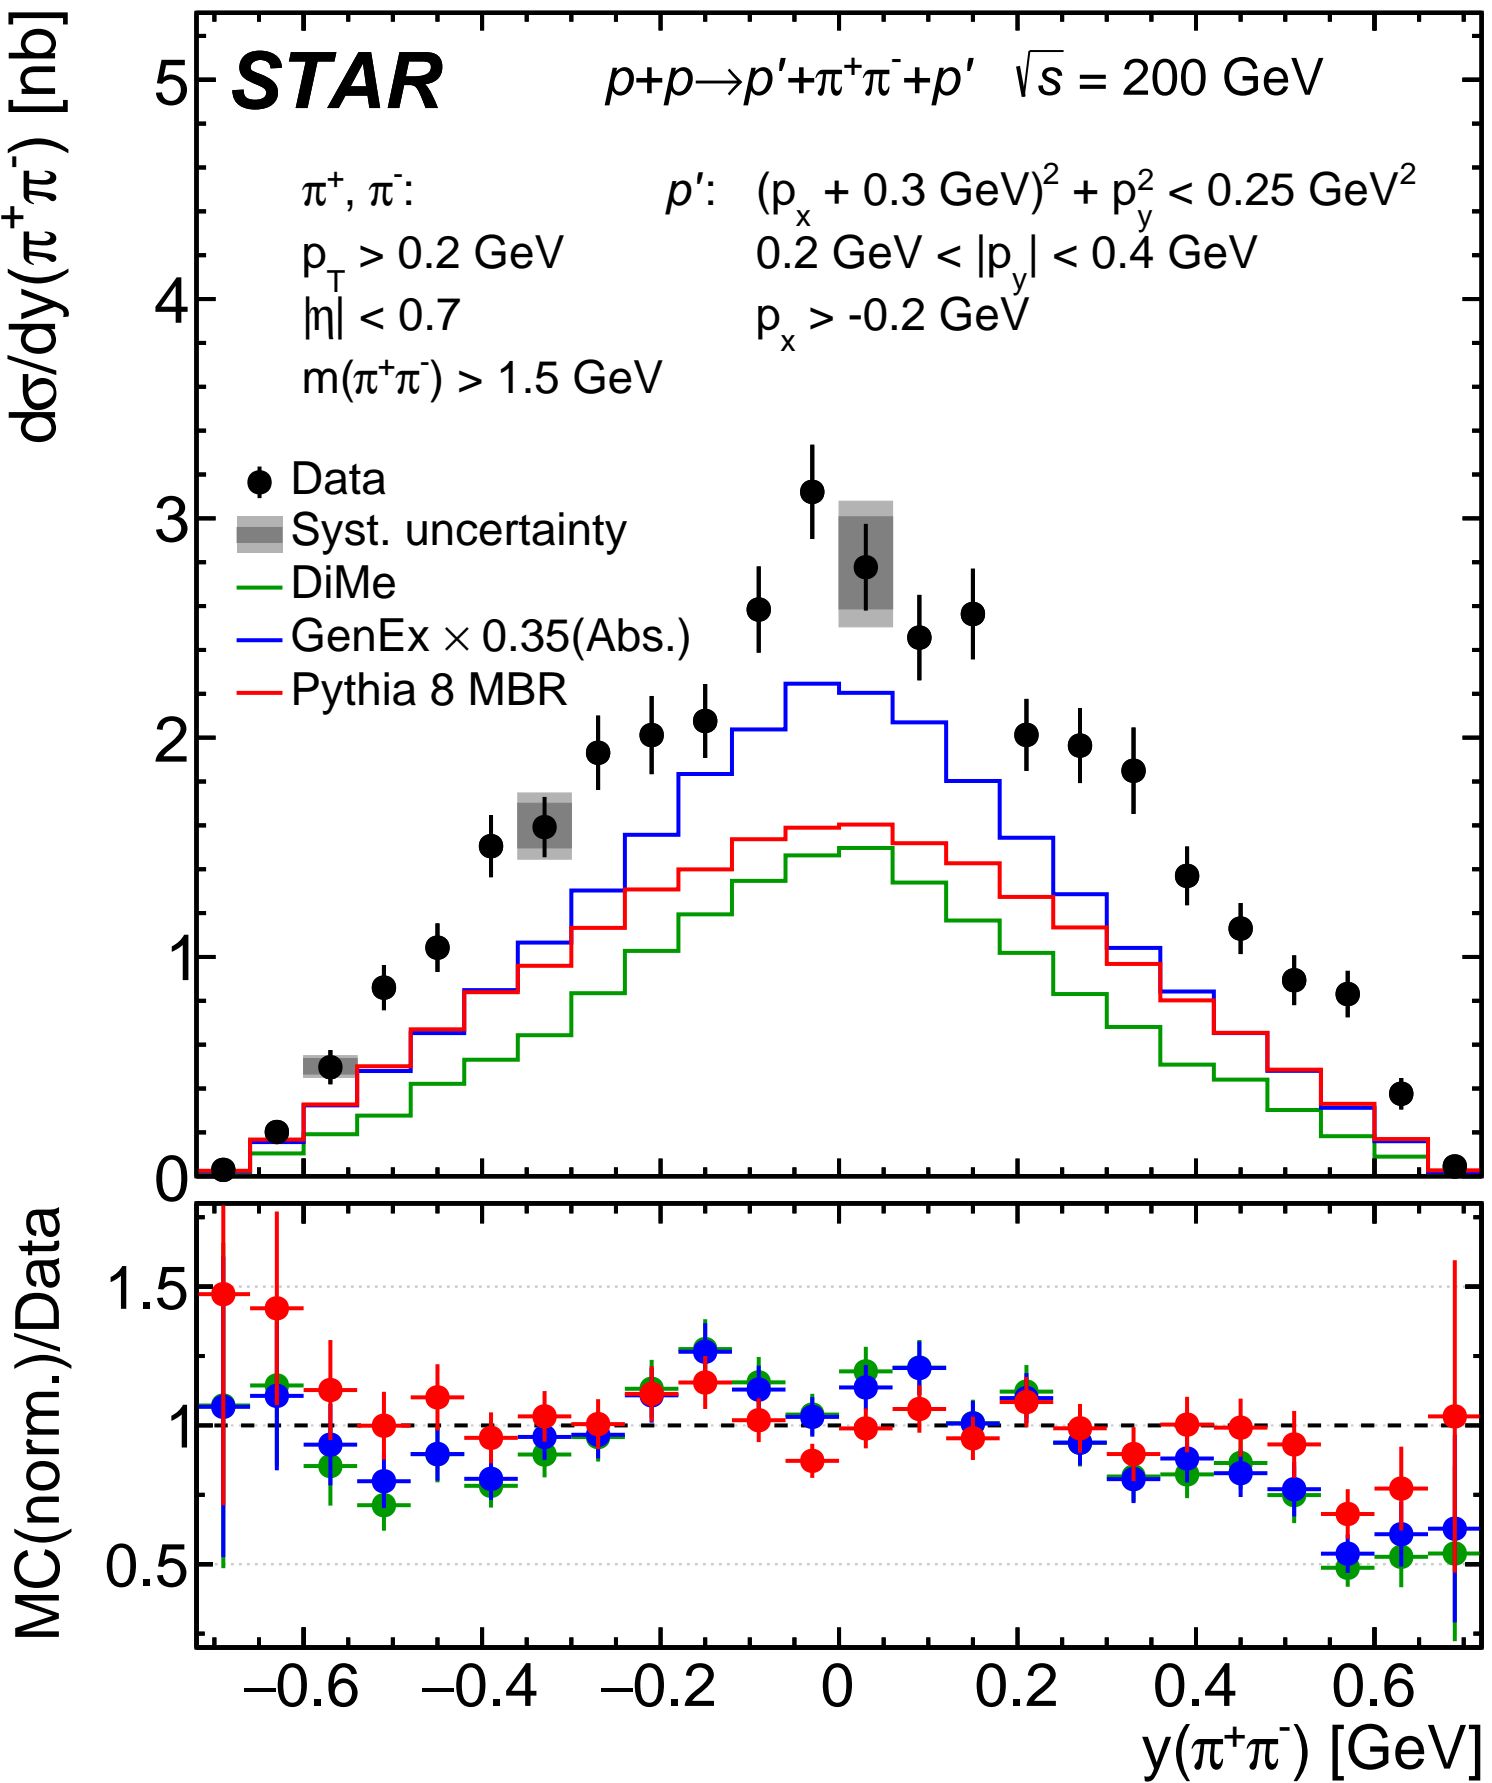 dσ/dy(π⁺π⁻) [nb]
STAR p+p→p′+π⁺π⁻+p′ √s = 200 GeV
π⁺, π⁻: p′: (pₓ + 0.3 GeV)² + p_y² < 0.25 GeV²
p_T > 0.2 GeV 0.2 GeV < |p_y| < 0.4 GeV
|η| < 0.7 pₓ > -0.2 GeV
m(π⁺π⁻) > 1.5 GeV
Data
Syst. uncertainty
DiMe
GenEx × 0.35(Abs.)
Pythia 8 MBR
5
4
3
2
1
0
MC(norm.)/Data
1.5
1
0.5
−0.6 −0.4 −0.2 0 0.2 0.4 0.6
y(π⁺π⁻) [GeV]